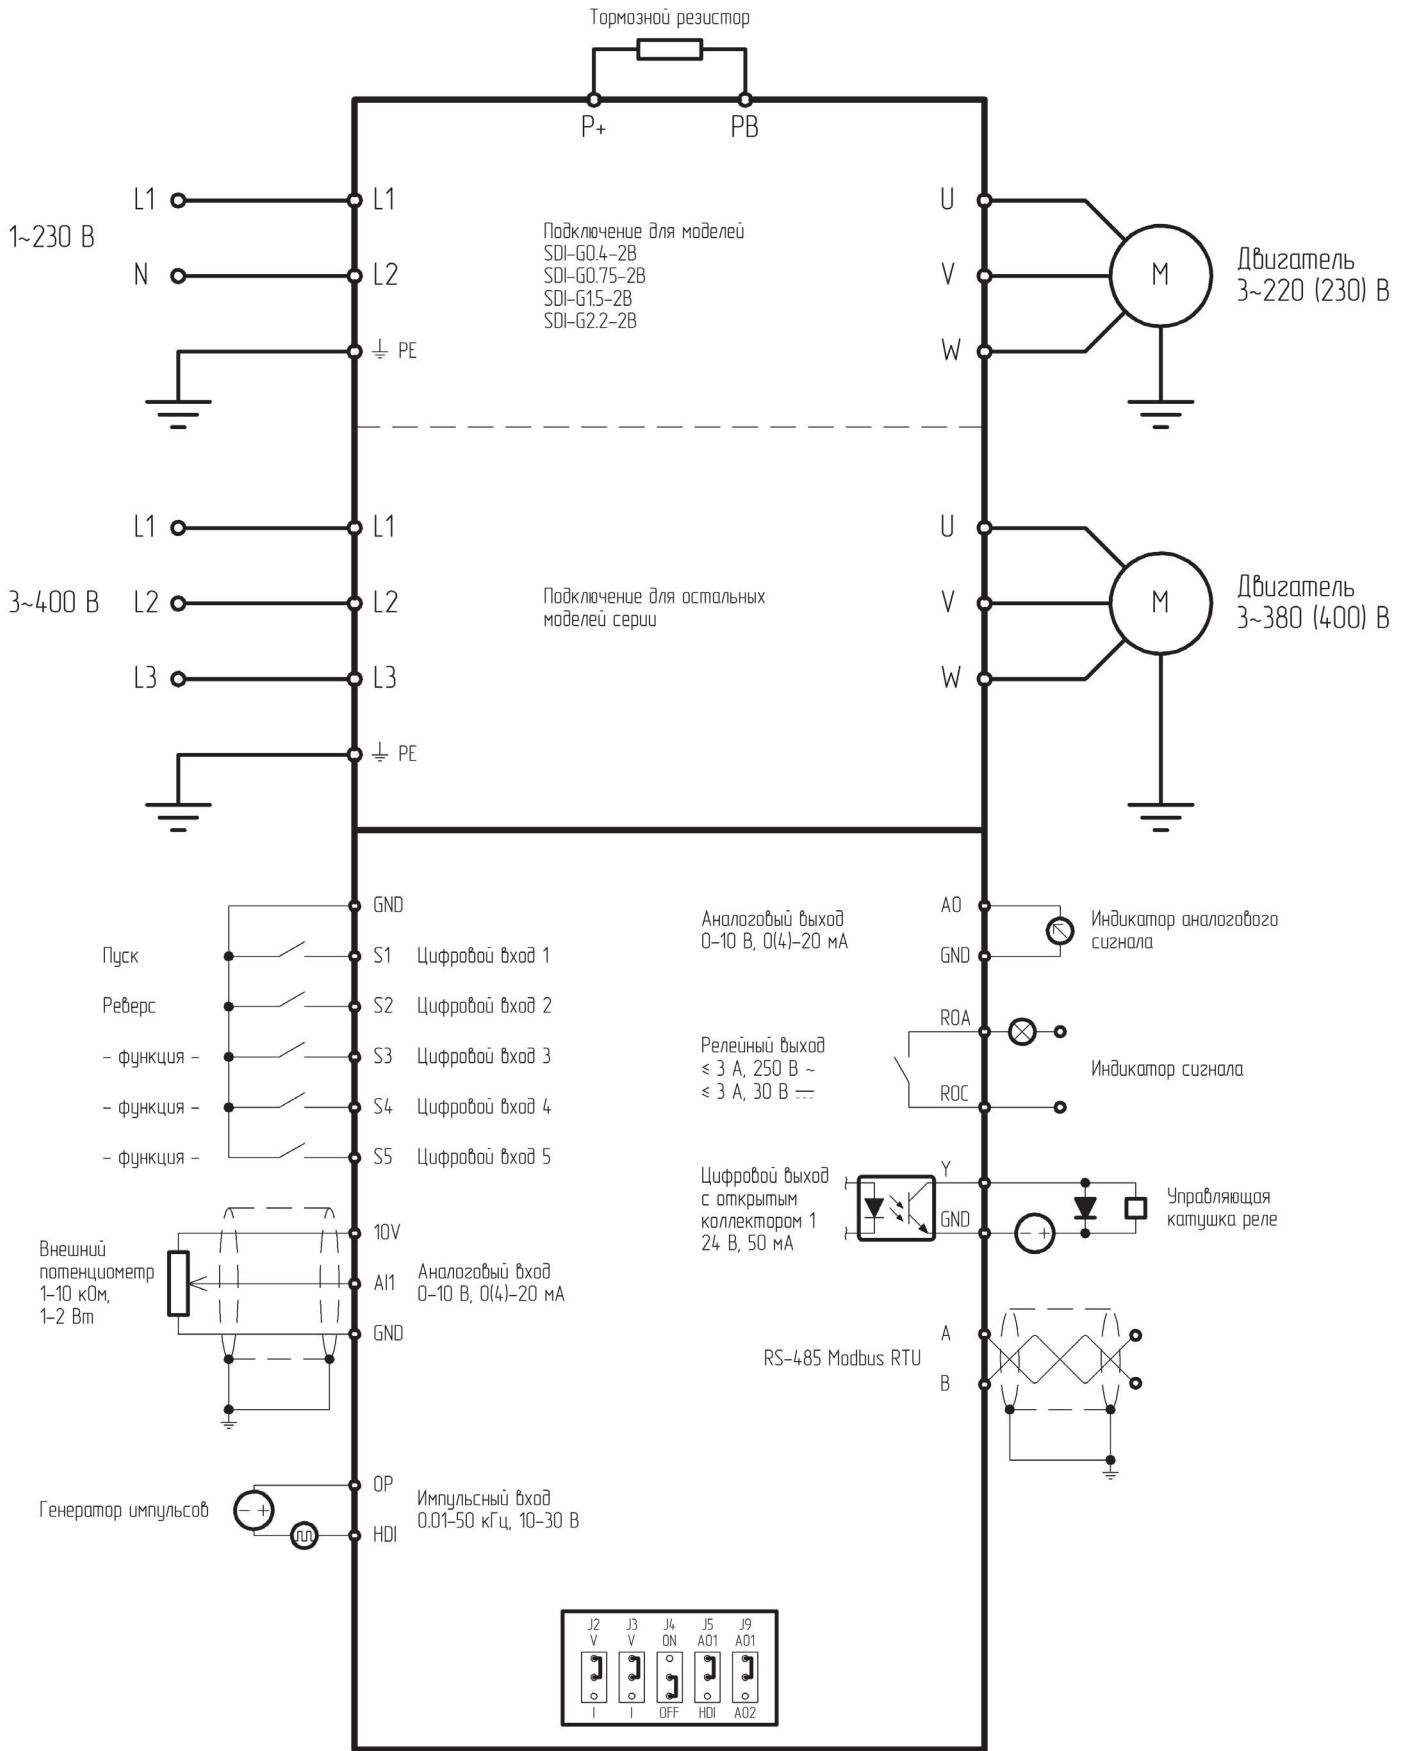 Тормозной резистор
P+
PB
L1
L1
U
1~230 В
Подключение для моделей
SDI-G0.4-2B
SDI-G0.75-2B
SDI-G1.5-2B
SDI-G2.2-2B
N
L2
V
M
Двигатель
3~220 (230) В
PE
W
L1
L1
U
3~400 В
L2
L2
Подключение для остальных
моделей серии
V
M
Двигатель
3~380 (400) В
L3
L3
W
PE
GND
Аналоговый выход
0-10 В, 0(4)-20 мА
AO
GND
Индикатор аналогового
сигнала
Пуск
S1
Цифровой вход 1
Реверс
S2
Цифровой вход 2
- функция -
S3
Цифровой вход 3
- функция -
S4
Цифровой вход 4
- функция -
S5
Цифровой вход 5
Релейный выход
≤ 3 А, 250 В ~
≤ 3 А, 30 В ⎓
ROA
ROC
Индикатор сигнала
Цифровой выход
с открытым
коллектором 1
24 В, 50 мА
Y
GND
- +
Управляющая
катушка реле
Внешний
потенциометр
1-10 кОм,
1-2 Вт
10V
AI1
GND
Аналоговый вход
0-10 В, 0(4)-20 мА
RS-485 Modbus RTU
A
B
Генератор импульсов
- +
OP
HDI
Импульсный вход
0.01-50 кГц, 10-30 В
J2 J3 J4 J5 J9
V V ON AO1 AO1
I I OFF HDI AO2